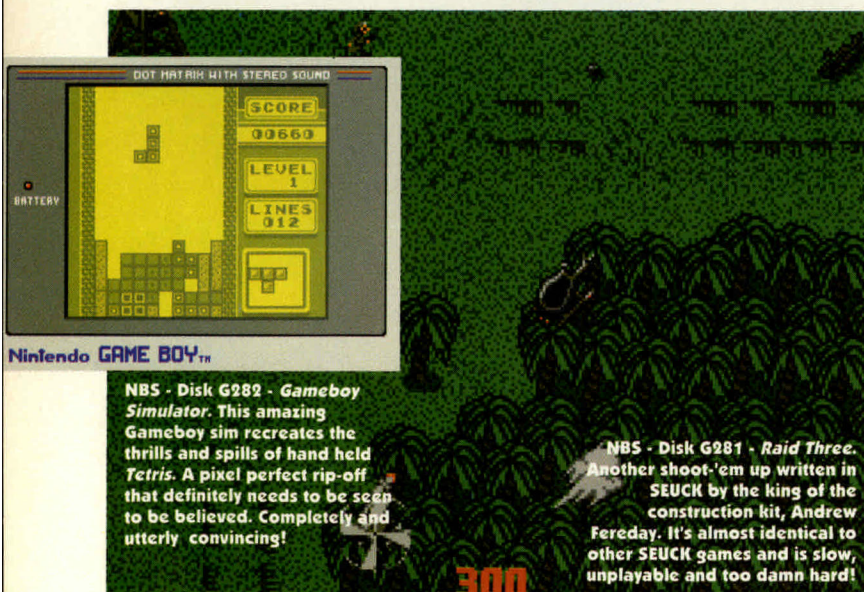 DOT MATRIX WITH STEREO SOUND
SCORE
00660
LEVEL
1
LINES
012
BATTERY
Nintendo GAME BOY™
NBS - Disk G282 - Gameboy
Simulator. This amazing
Gameboy sim recreates the
thrills and spills of hand held
Tetris. A pixel perfect rip-off
that definitely needs to be seen
to be believed. Completely and
utterly convincing!
NBS - Disk G281 - Raid Three.
Another shoot-'em up written in
SEUCK by the king of the
construction kit, Andrew
Fereday. It's almost identical to
other SEUCK games and is slow,
unplayable and too damn hard!
300